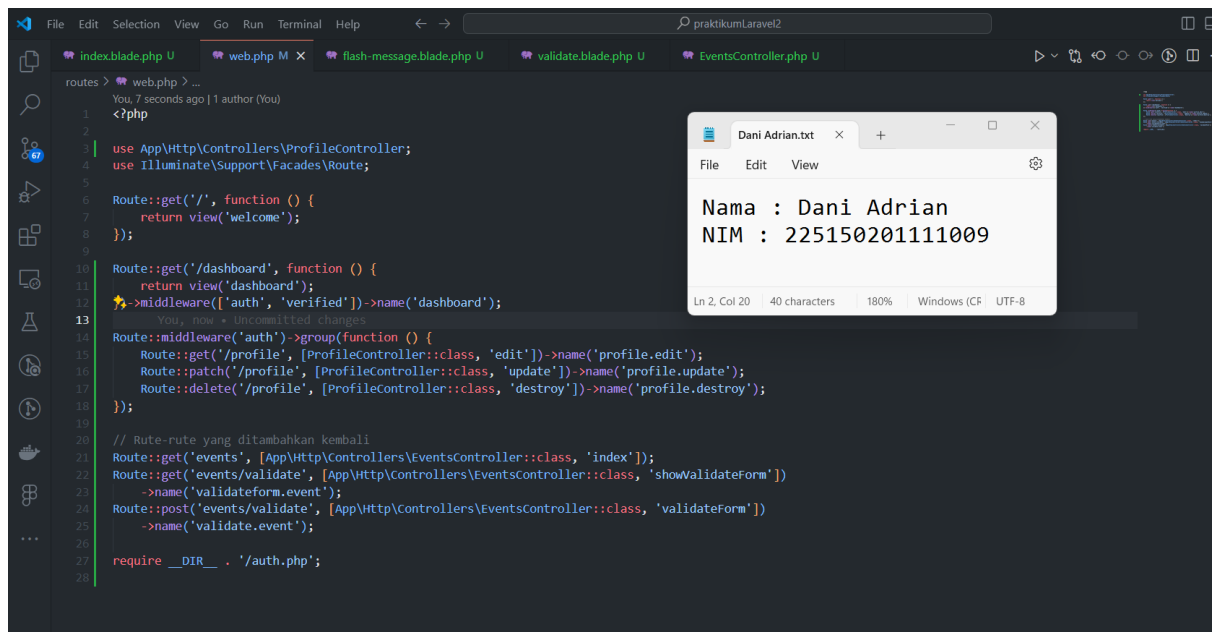 File Edit Selection View Go Run Terminal Help
praktikumLaravel2
index.blade.php U web.php M flash-message.blade.php U validate.blade.php U EventsController.php U
routes > web.php > ...
You, 7 seconds ago | 1 author (You)
1 <?php
2
3 use App\Http\Controllers\ProfileController;
4 use Illuminate\Support\Facades\Route;
5
6 Route::get('/', function () {
7 return view('welcome');
8 });
9
10 Route::get('/dashboard', function () {
11 return view('dashboard');
12 ->middleware(['auth', 'verified'])->name('dashboard');
13 You, now • Uncommitted changes
14 Route::middleware('auth')->group(function () {
15 Route::get('/profile', [ProfileController::class, 'edit'])->name('profile.edit');
16 Route::patch('/profile', [ProfileController::class, 'update'])->name('profile.update');
17 Route::delete('/profile', [ProfileController::class, 'destroy'])->name('profile.destroy');
18 });
19
20 // Rute-rute yang ditambahkan kembali
21 Route::get('events', [App\Http\Controllers\EventsController::class, 'index']);
22 Route::get('events/validate', [App\Http\Controllers\EventsController::class, 'showValidateForm'])
23 ->name('validateform.event');
24 Route::post('events/validate', [App\Http\Controllers\EventsController::class, 'validateForm'])
25 ->name('validate.event');
26
27 require __DIR__ . '/auth.php';
28
67
Dani Adrian.txt
File Edit View
Nama : Dani Adrian
NIM : 225150201111009
Ln 2, Col 20 40 characters 180% Windows (CF UTF-8